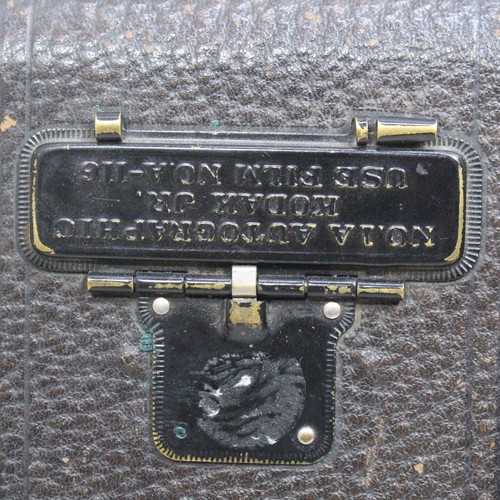 NO.1A AUTOGRAPHIC
KODAK JR.
USE FILM NO.A-116